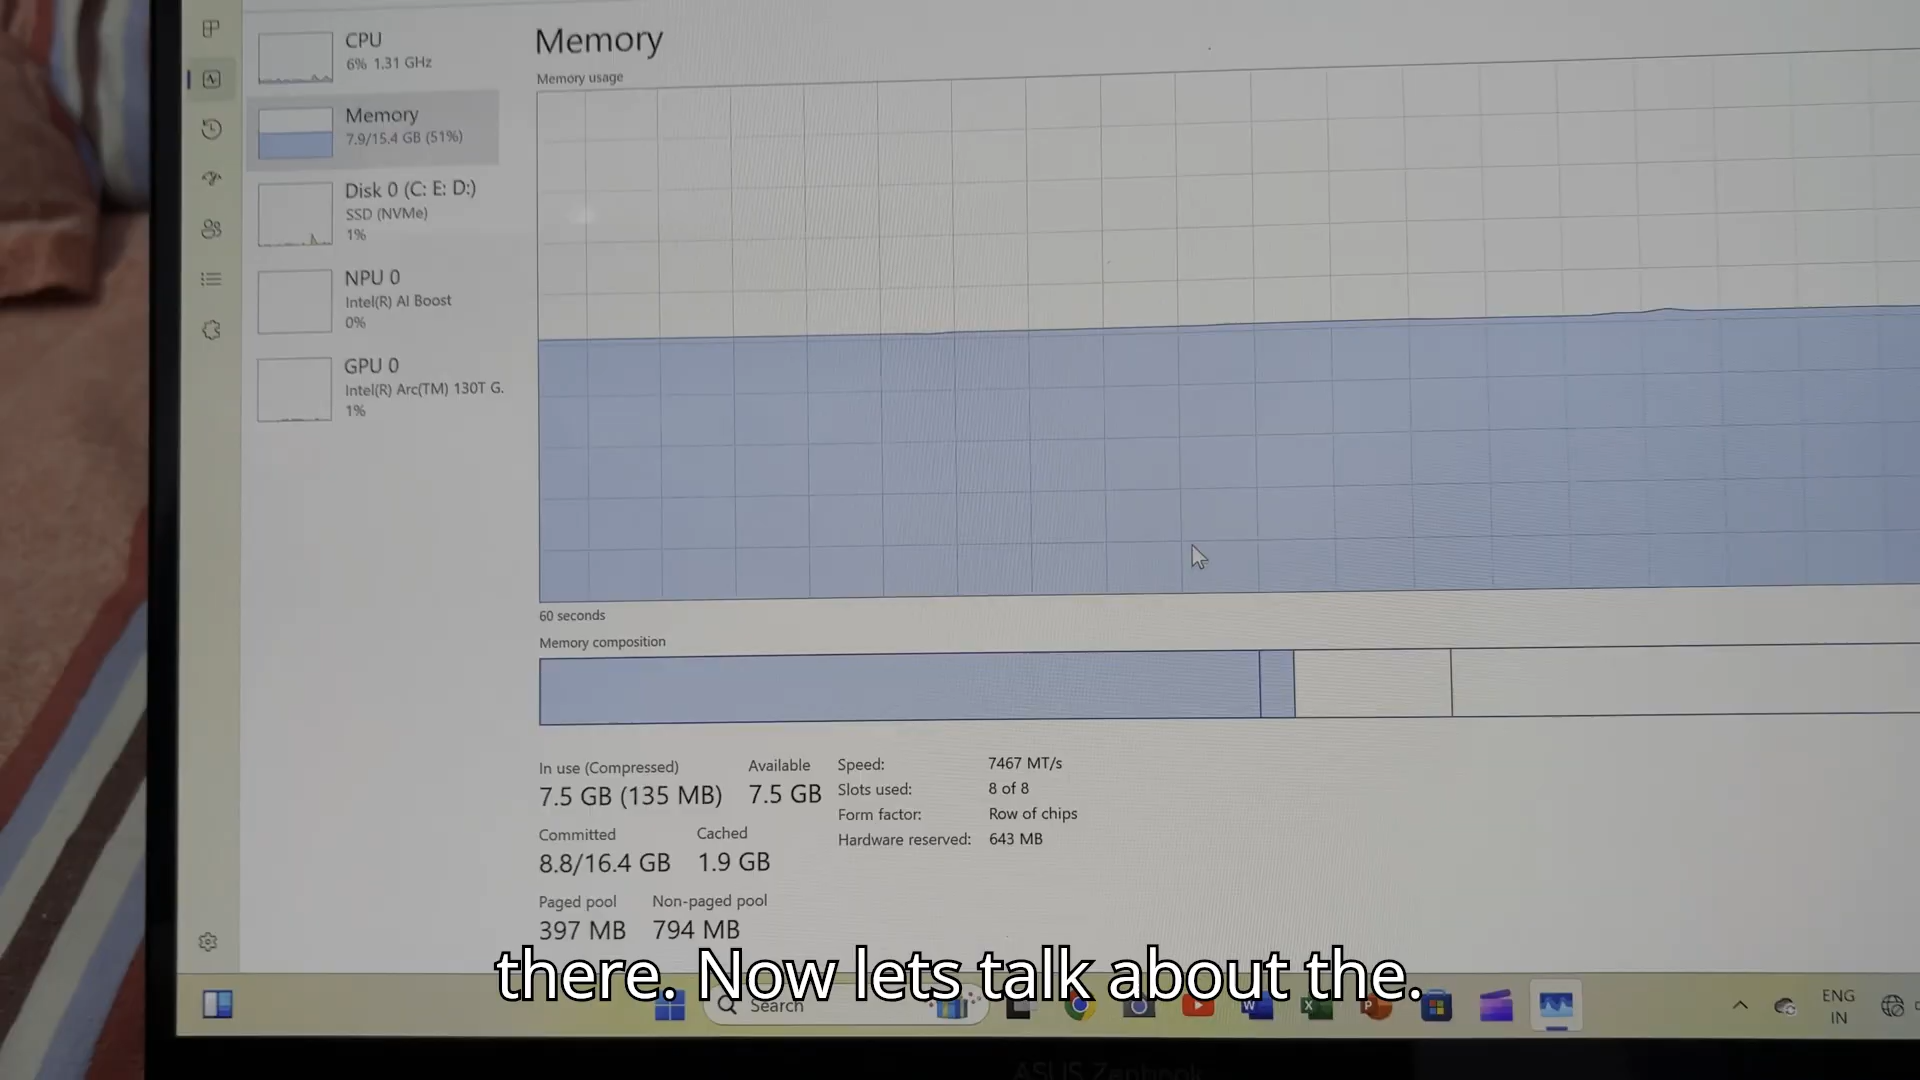 CPU
6% 1.31 GHz
Memory
7.9/15.4 GB (51%)
Disk 0 (C: E: D:)
SSD (NVMe)
1%
NPU 0
Intel(R) AI Boost
0%
GPU 0
Intel(R) Arc(TM) 130T G.
1%
Memory
Memory usage
60 seconds
Memory composition
In use (Compressed)
7.5 GB (135 MB)
Available
7.5 GB
Committed
8.8/16.4 GB
Cached
1.9 GB
Paged pool
397 MB
Non-paged pool
794 MB
Speed: 7467 MT/s
Slots used: 8 of 8
Form factor: Row of chips
Hardware reserved: 643 MB
there. Now lets talk about the.
Search
ENG
IN
ASUS Zenbook